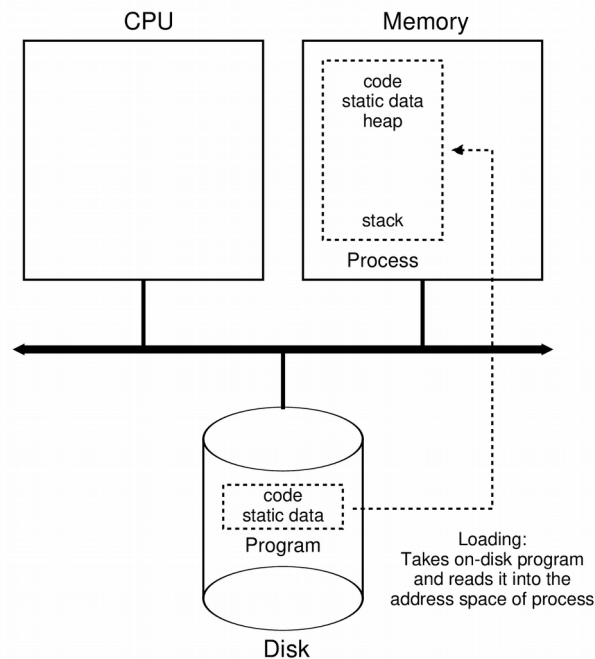 CPU
Memory
code
static data
heap
stack
Process
code
static data
Program
Loading:
Takes on-disk program
and reads it into the
address space of process
Disk